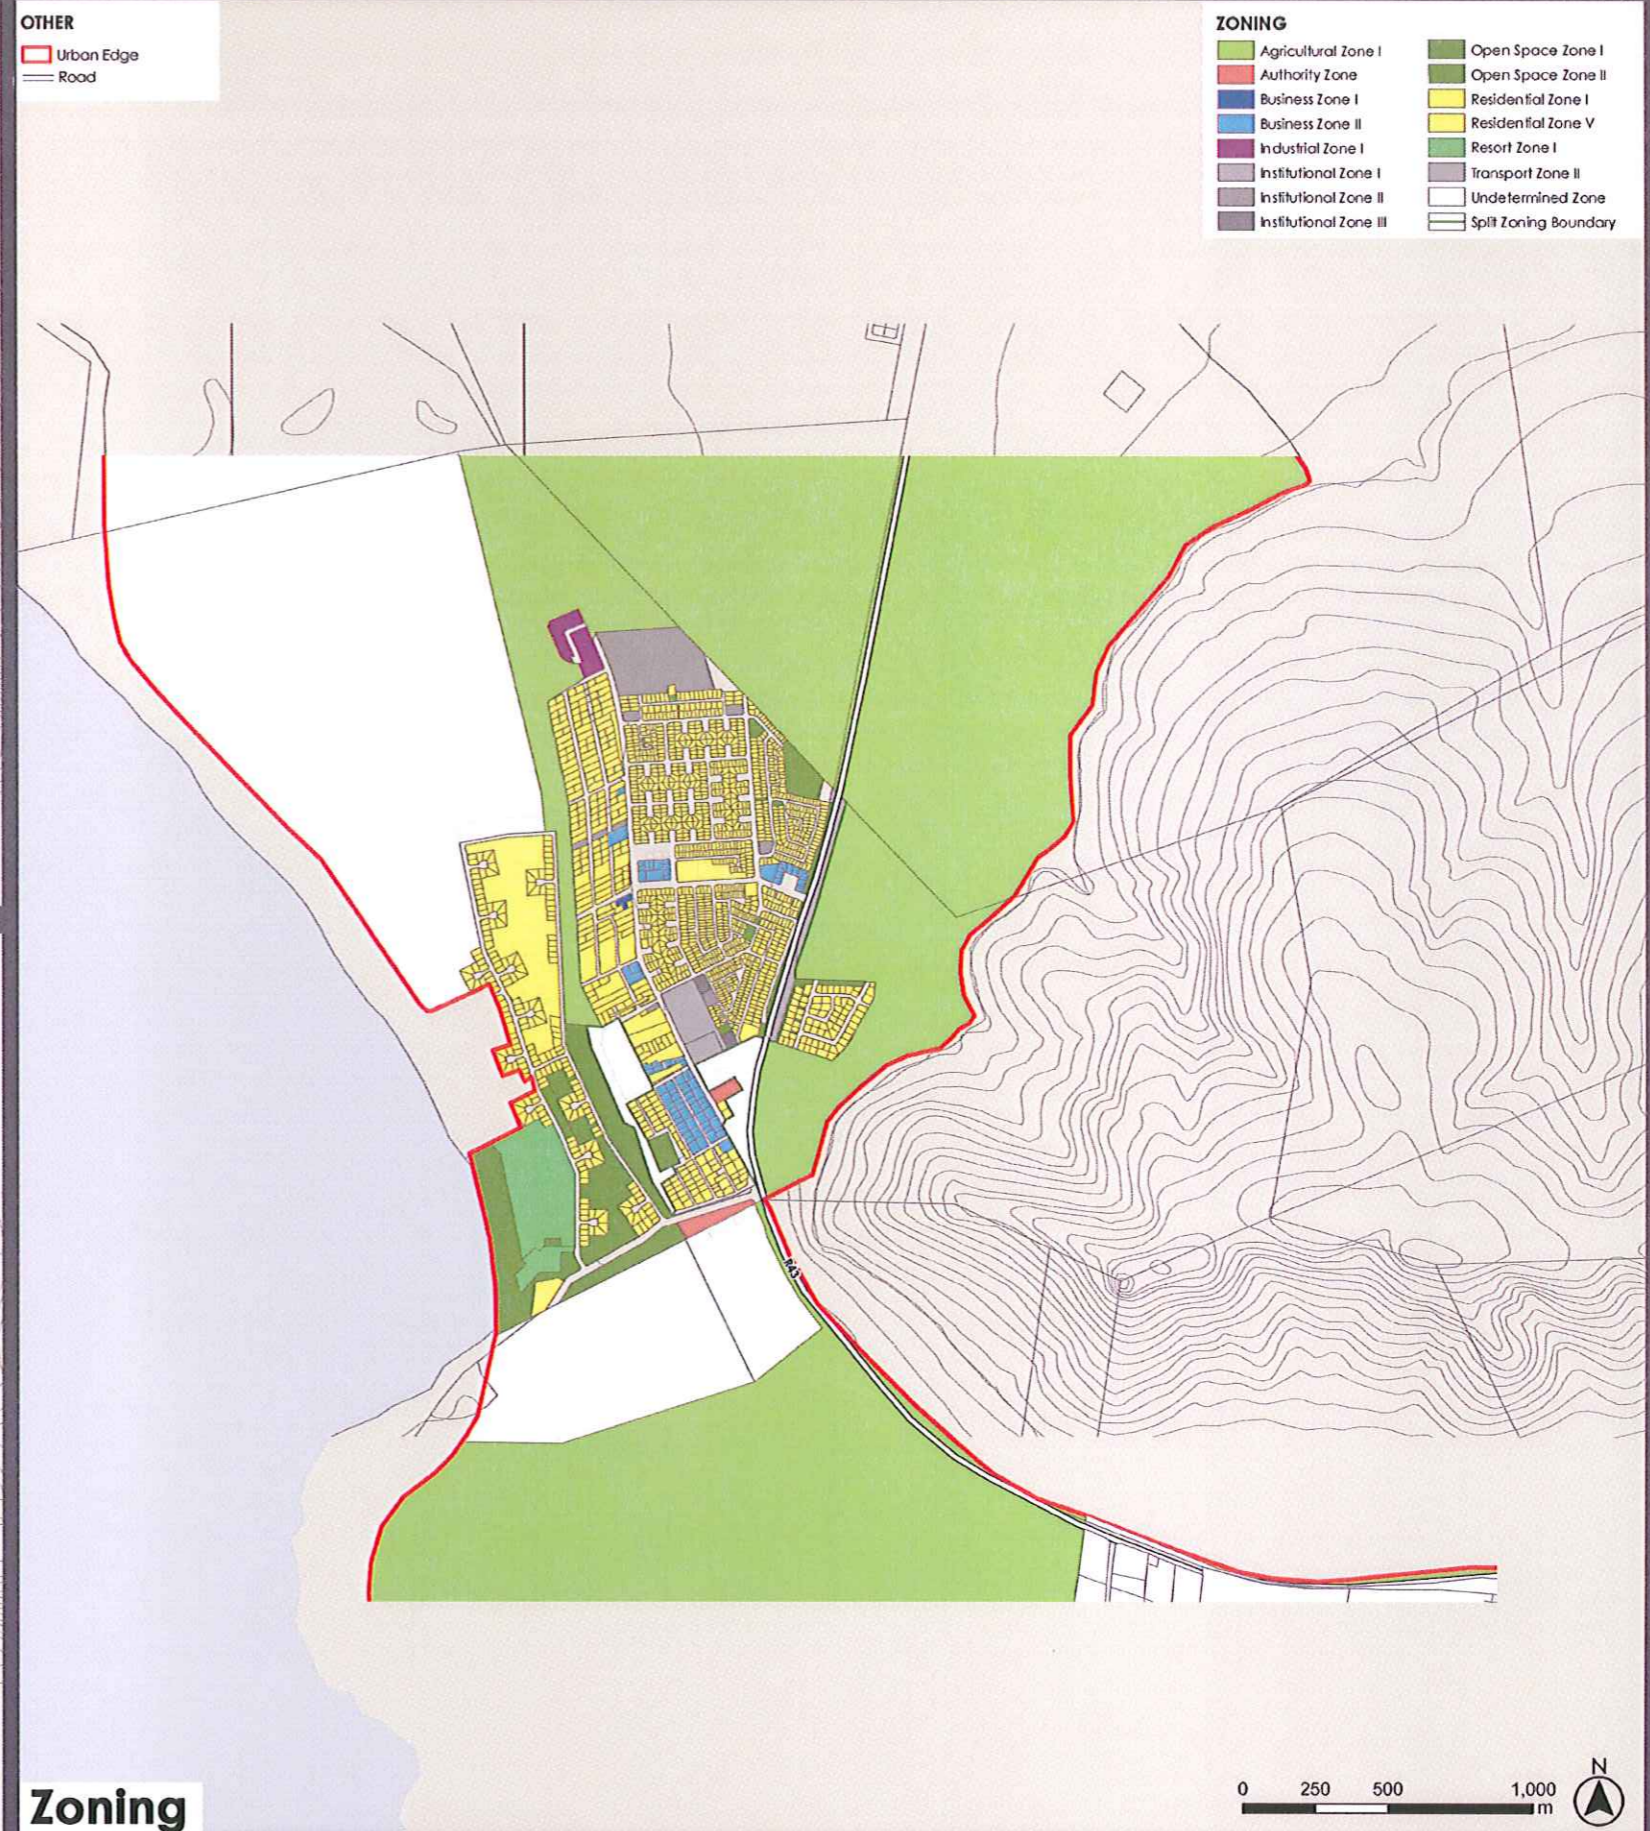 OTHER
Urban Edge
Road
ZONING
Agricultural Zone I
Authority Zone
Business Zone I
Business Zone II
Industrial Zone I
Institutional Zone I
Institutional Zone II
Institutional Zone III
Open Space Zone I
Open Space Zone II
Residential Zone I
Residential Zone V
Resort Zone I
Transport Zone II
Undetermined Zone
Split Zoning Boundary
R43
Zoning
0 250 500 1,000
m
N